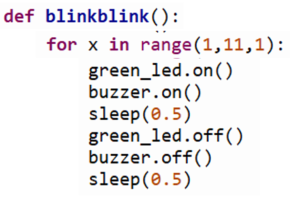 def blinkblink():
    for x in range(1,11,1):
        green_led.on()
        buzzer.on()
        sleep(0.5)
        green_led.off()
        buzzer.off()
        sleep(0.5)